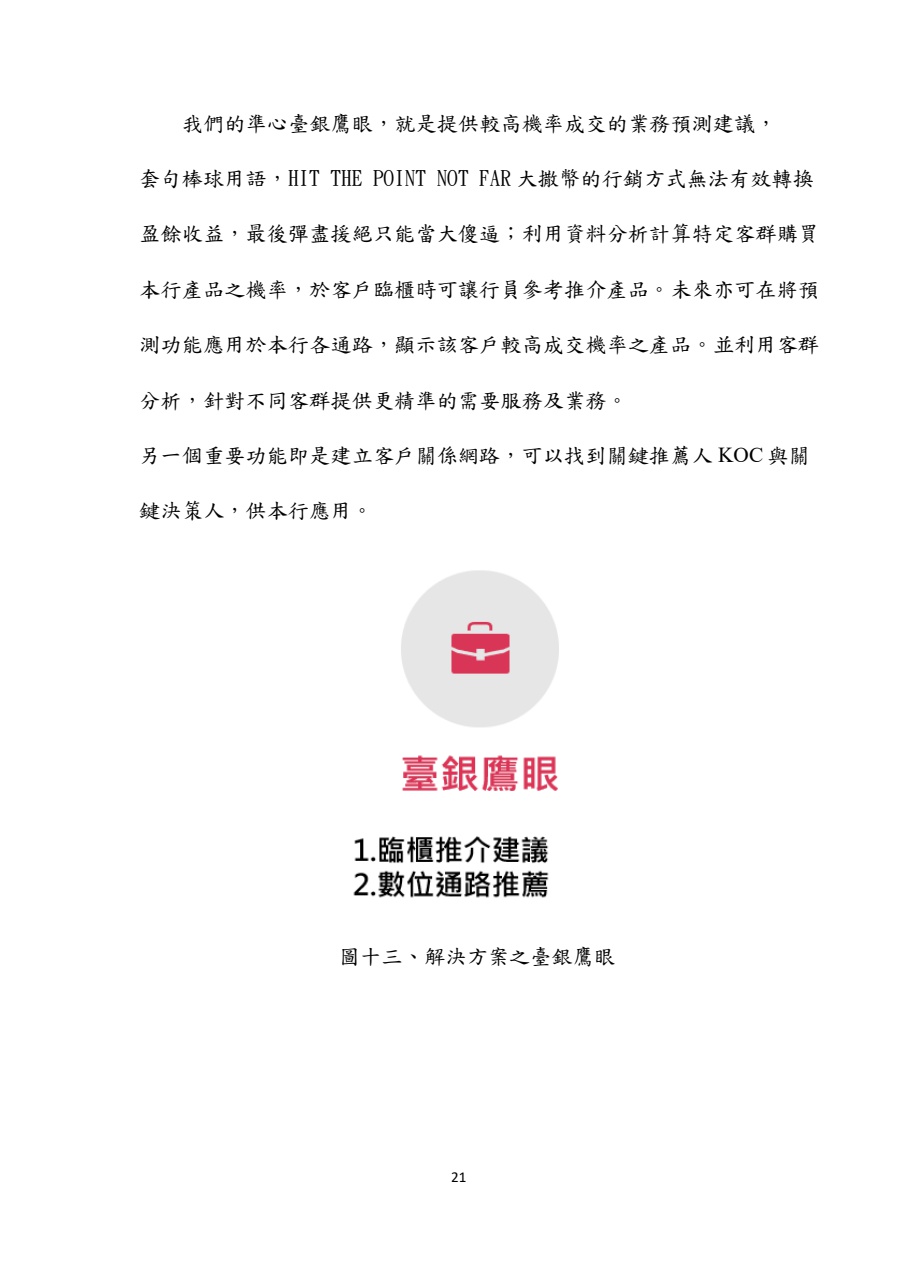 我們的準心臺銀鷹眼，就是提供較高機率成交的業務預測建議，
套句棒球用語，HIT THE POINT NOT FAR 大撒幣的行銷方式無法有效轉換
盈餘收益，最後彈盡援絕只能當大傻逼；利用資料分析計算特定客群購買
本行產品之機率，於客戶臨櫃時可讓行員參考推介產品。未來亦可在將預
測功能應用於本行各通路，顯示該客戶較高成交機率之產品。並利用客群
分析，針對不同客群提供更精準的需要服務及業務。
另一個重要功能即是建立客戶關係網路，可以找到關鍵推薦人 KOC 與關
鍵決策人，供本行應用。
臺銀鷹眼
1.臨櫃推介建議
2.數位通路推薦
圖十三、解決方案之臺銀鷹眼
21